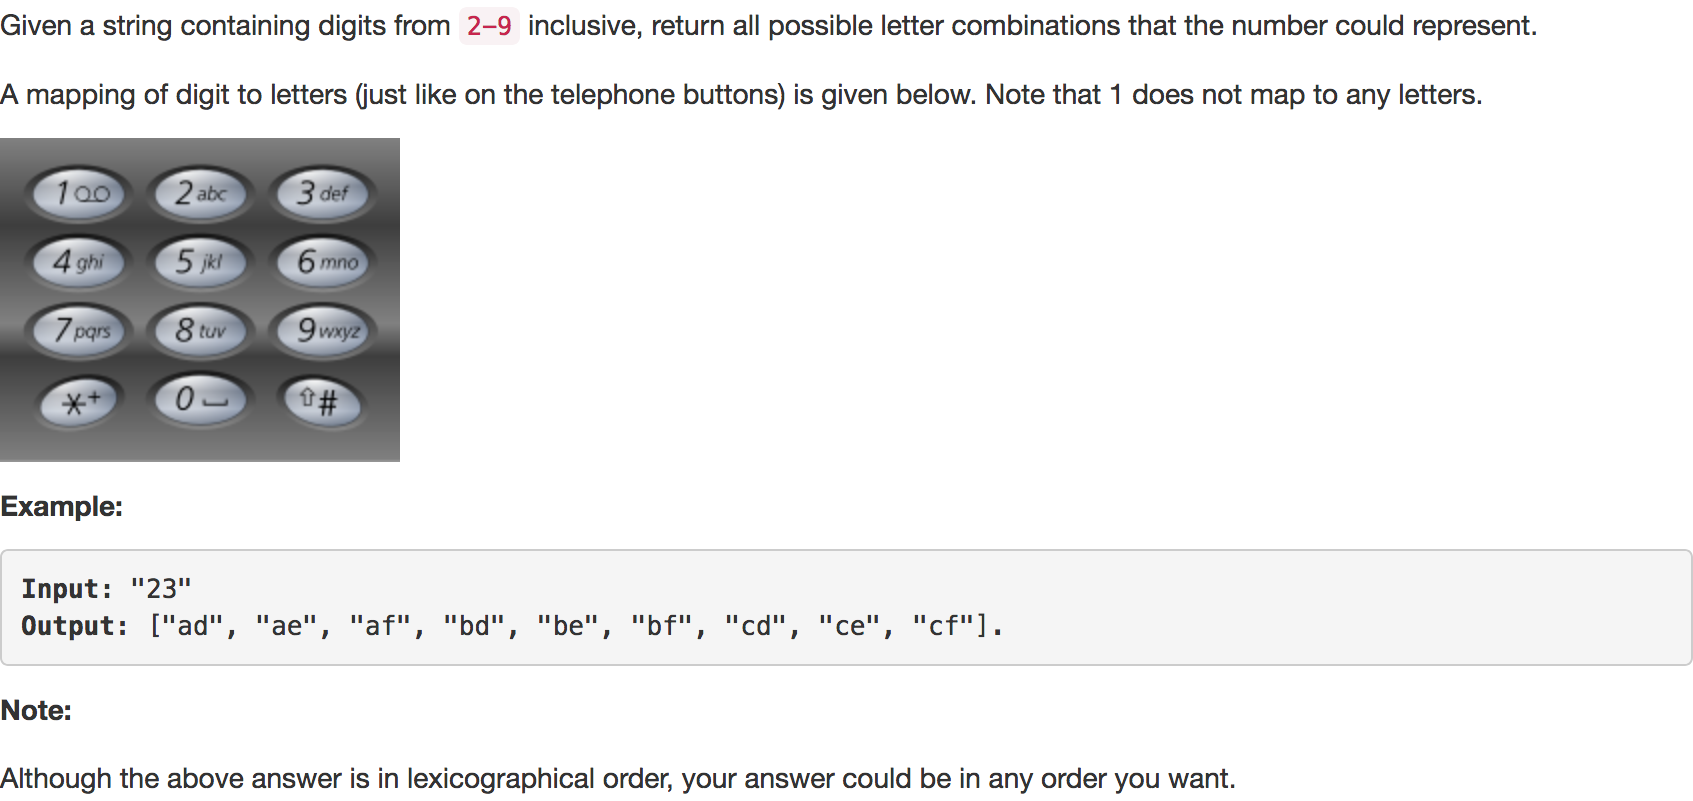 Given a string containing digits from 2-9 inclusive, return all possible letter combinations that the number could represent.
A mapping of digit to letters (just like on the telephone buttons) is given below. Note that 1 does not map to any letters.
1 2 abc 3 def
4 ghi 5 jkl 6 mno
7 pqrs 8 tuv 9 wxyz
*+ 0 ⇧#
Example:
Input: "23"
Output: ["ad", "ae", "af", "bd", "be", "bf", "cd", "ce", "cf"].
Note:
Although the above answer is in lexicographical order, your answer could be in any order you want.